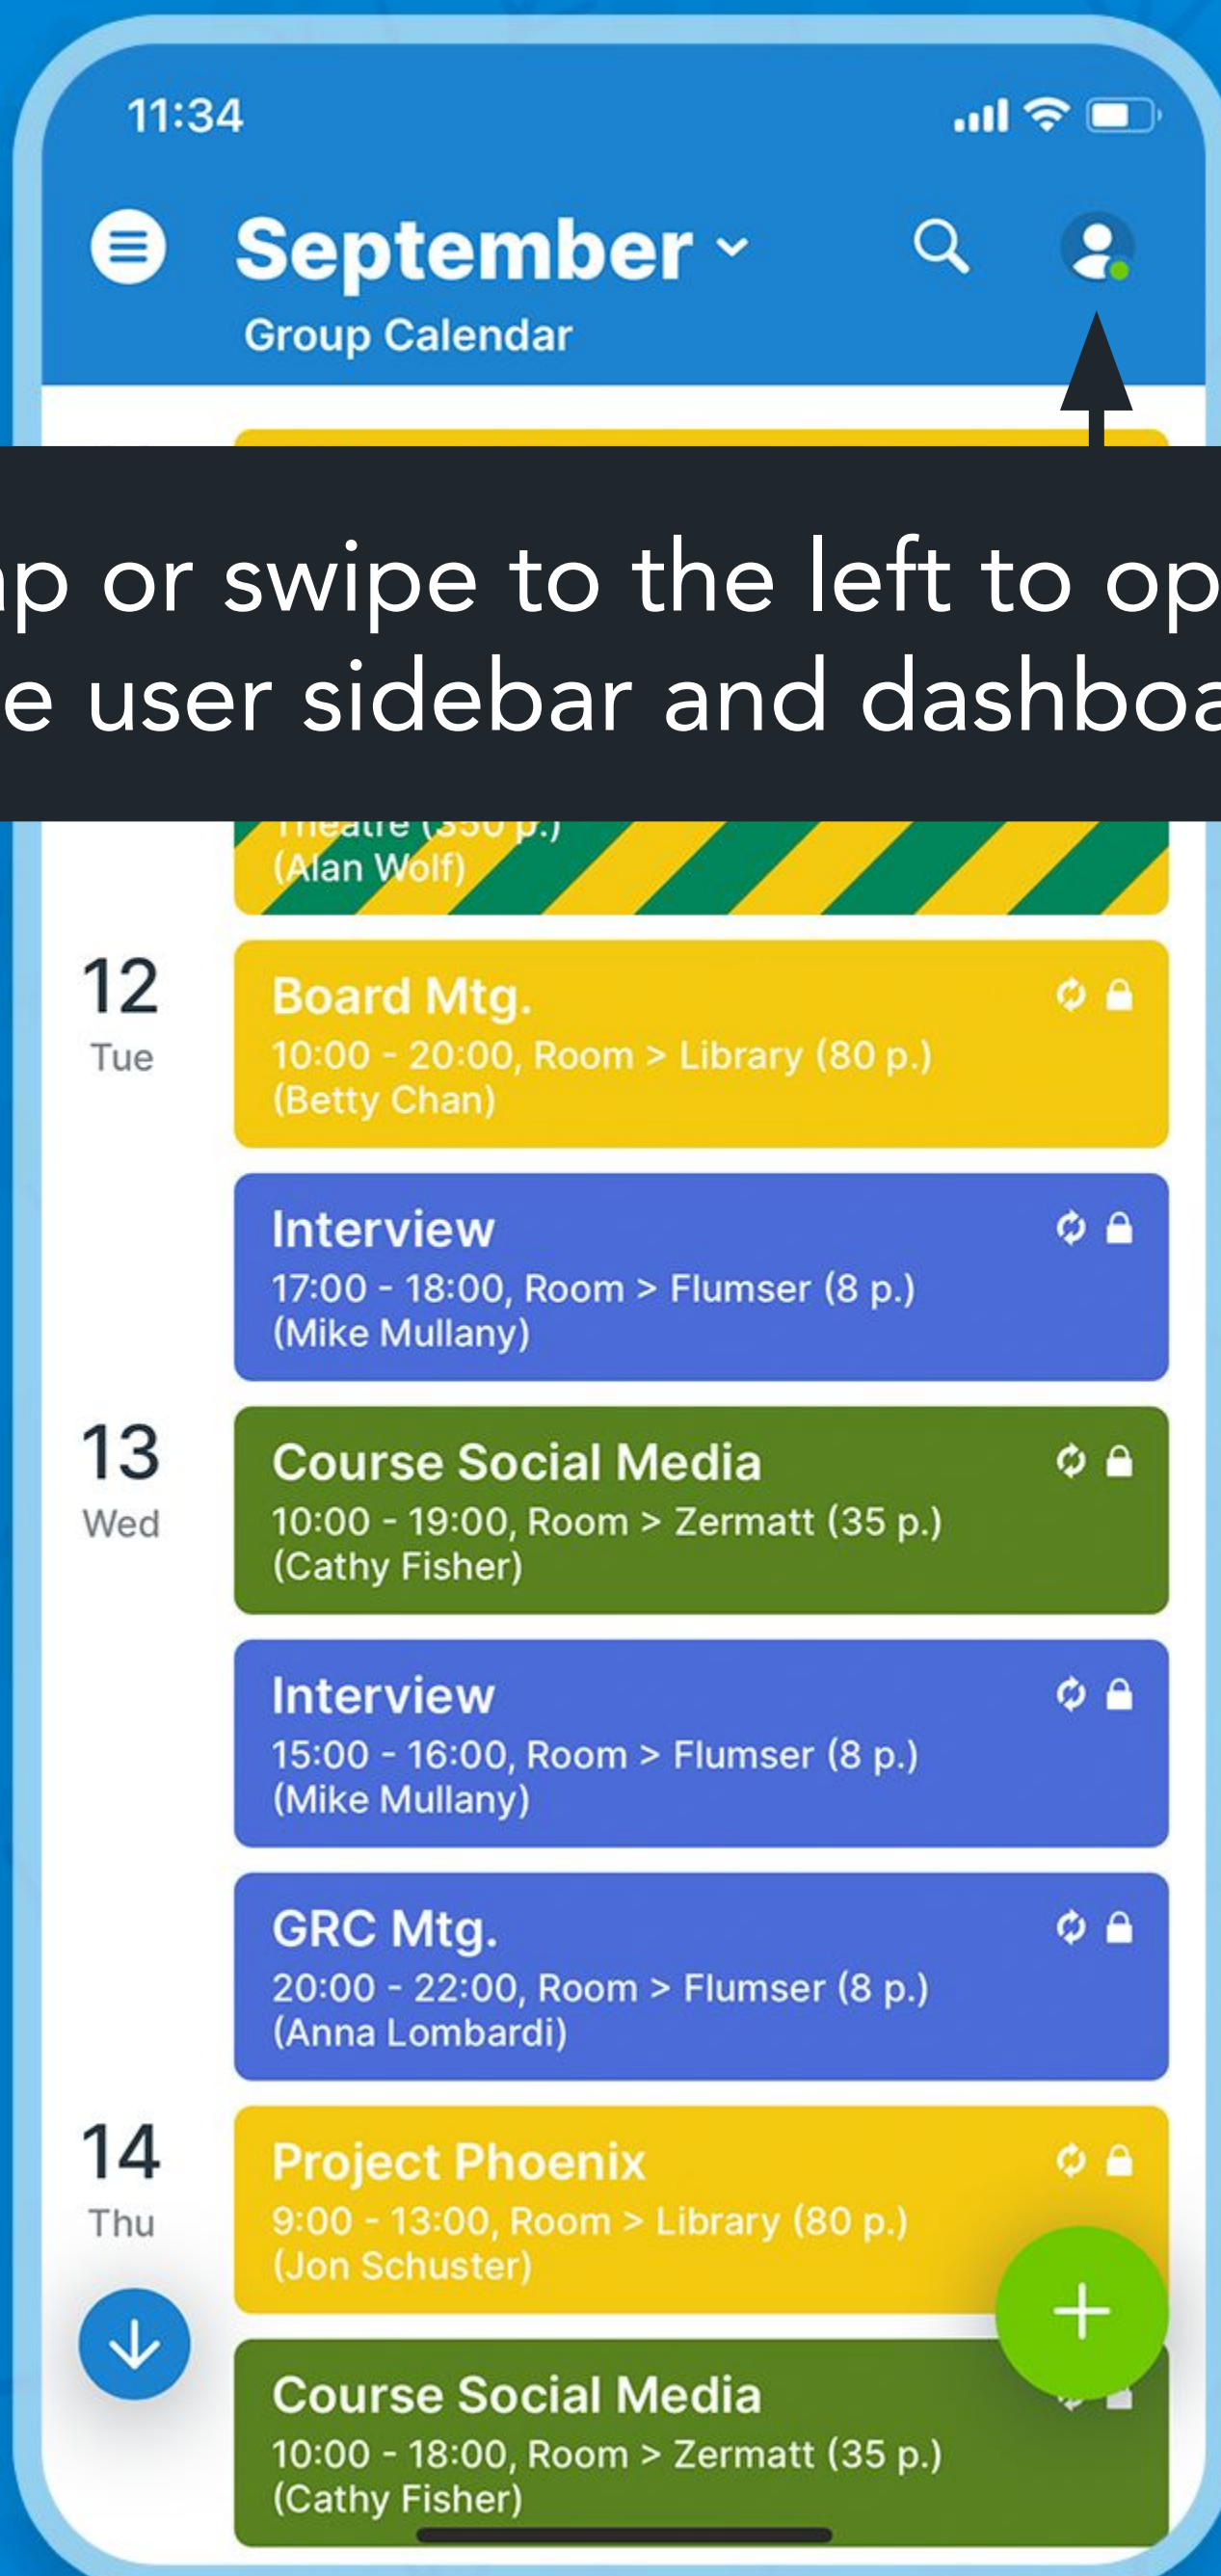 11:34
September
Group Calendar
or swipe to the left to
user sidebar and
Theatre (350 p.)
(Alan Wolf)
12
Tue
Board Mtg.
10:00 - 20:00, Room > Library (80 p.)
(Betty Chan)
Interview
17:00 - 18:00, Room > Flumser (8 p.)
(Mike Mullany)
13
Wed
Course Social Media
10:00 - 19:00, Room > Zermatt (35 p.)
(Cathy Fisher)
Interview
15:00 - 16:00, Room > Flumser (8 p.)
(Mike Mullany)
GRC Mtg.
20:00 - 22:00, Room > Flumser (8 p.)
(Anna Lombardi)
14
Thu
Project Phoenix
9:00 - 13:00, Room > Library (80 p.)
(Jon Schuster)
Course Social Media
10:00 - 18:00, Room > Zermatt (35 p.)
(Cathy Fisher)